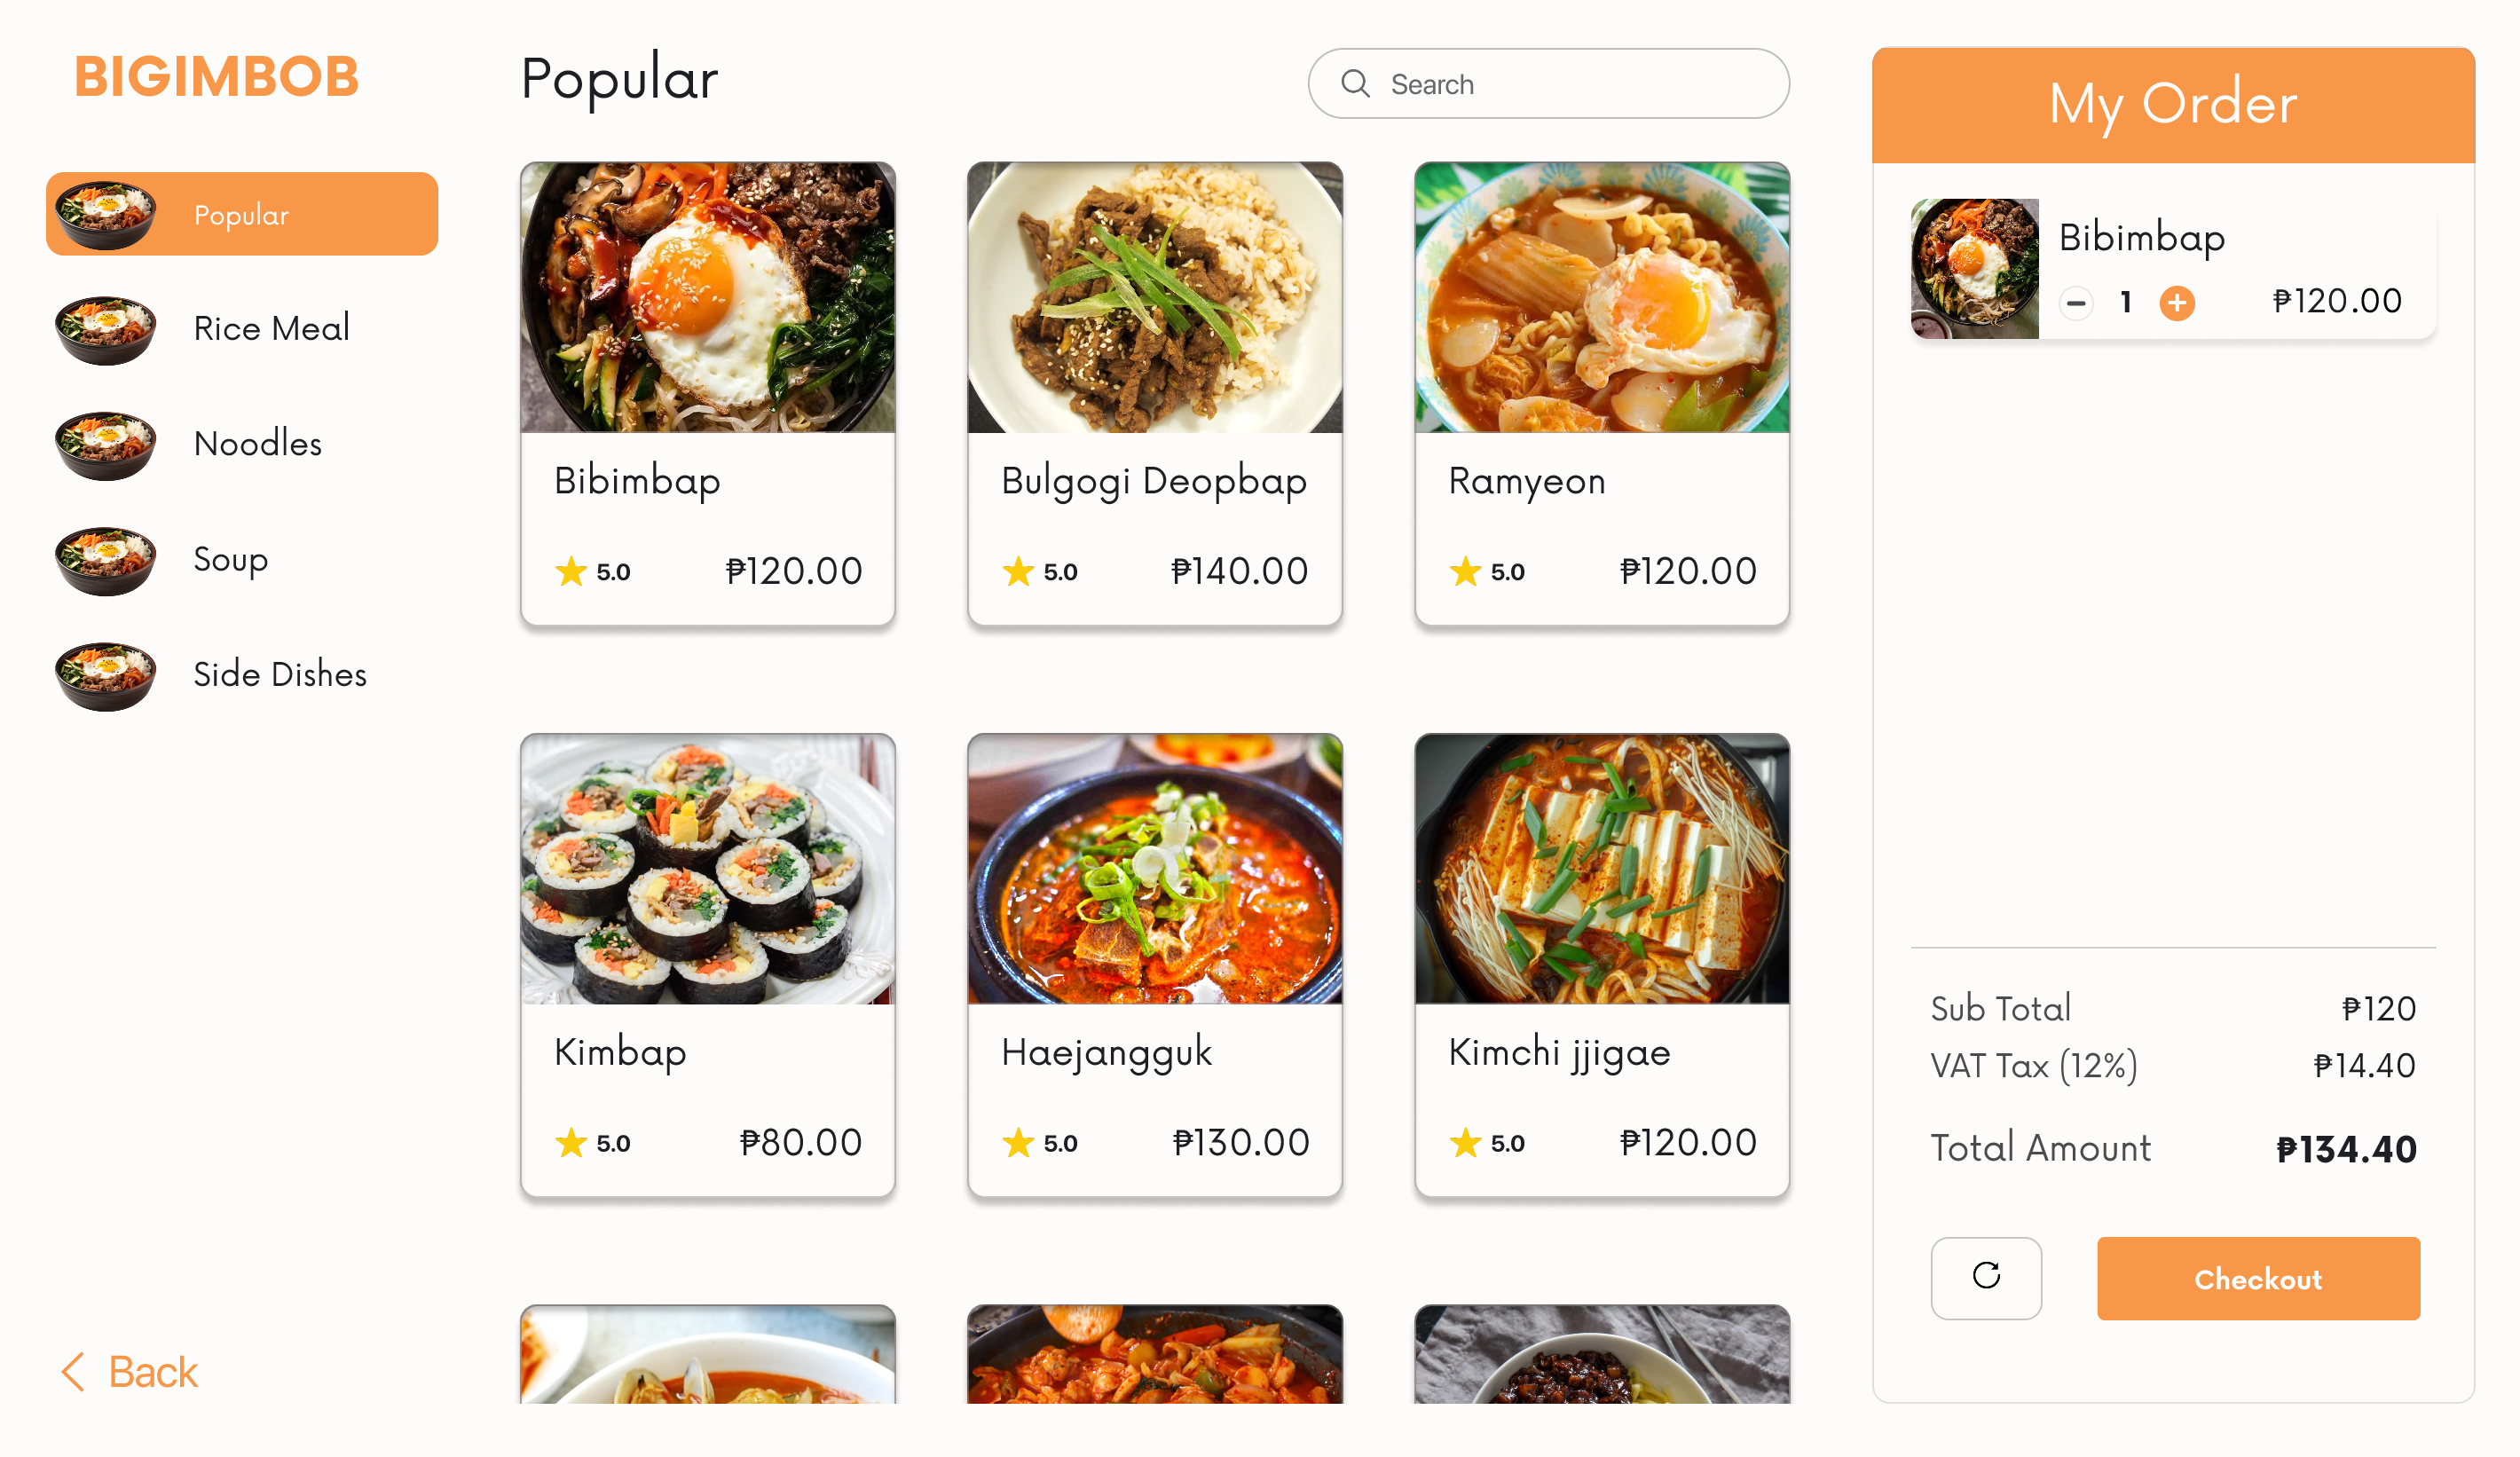 BIGIMBOB
Popular
Rice Meal
Noodles
Soup
Side Dishes
Back
Popular
Search
Bibimbap
5.0 ₱120.00
Bulgogi Deopbap
5.0 ₱140.00
Ramyeon
5.0 ₱120.00
Kimbap
5.0 ₱80.00
Haejangguk
5.0 ₱130.00
Kimchi jjigae
5.0 ₱120.00
My Order
Bibimbap
1 ₱120.00
Sub Total ₱120
VAT Tax (12%) ₱14.40
Total Amount ₱134.40
Checkout